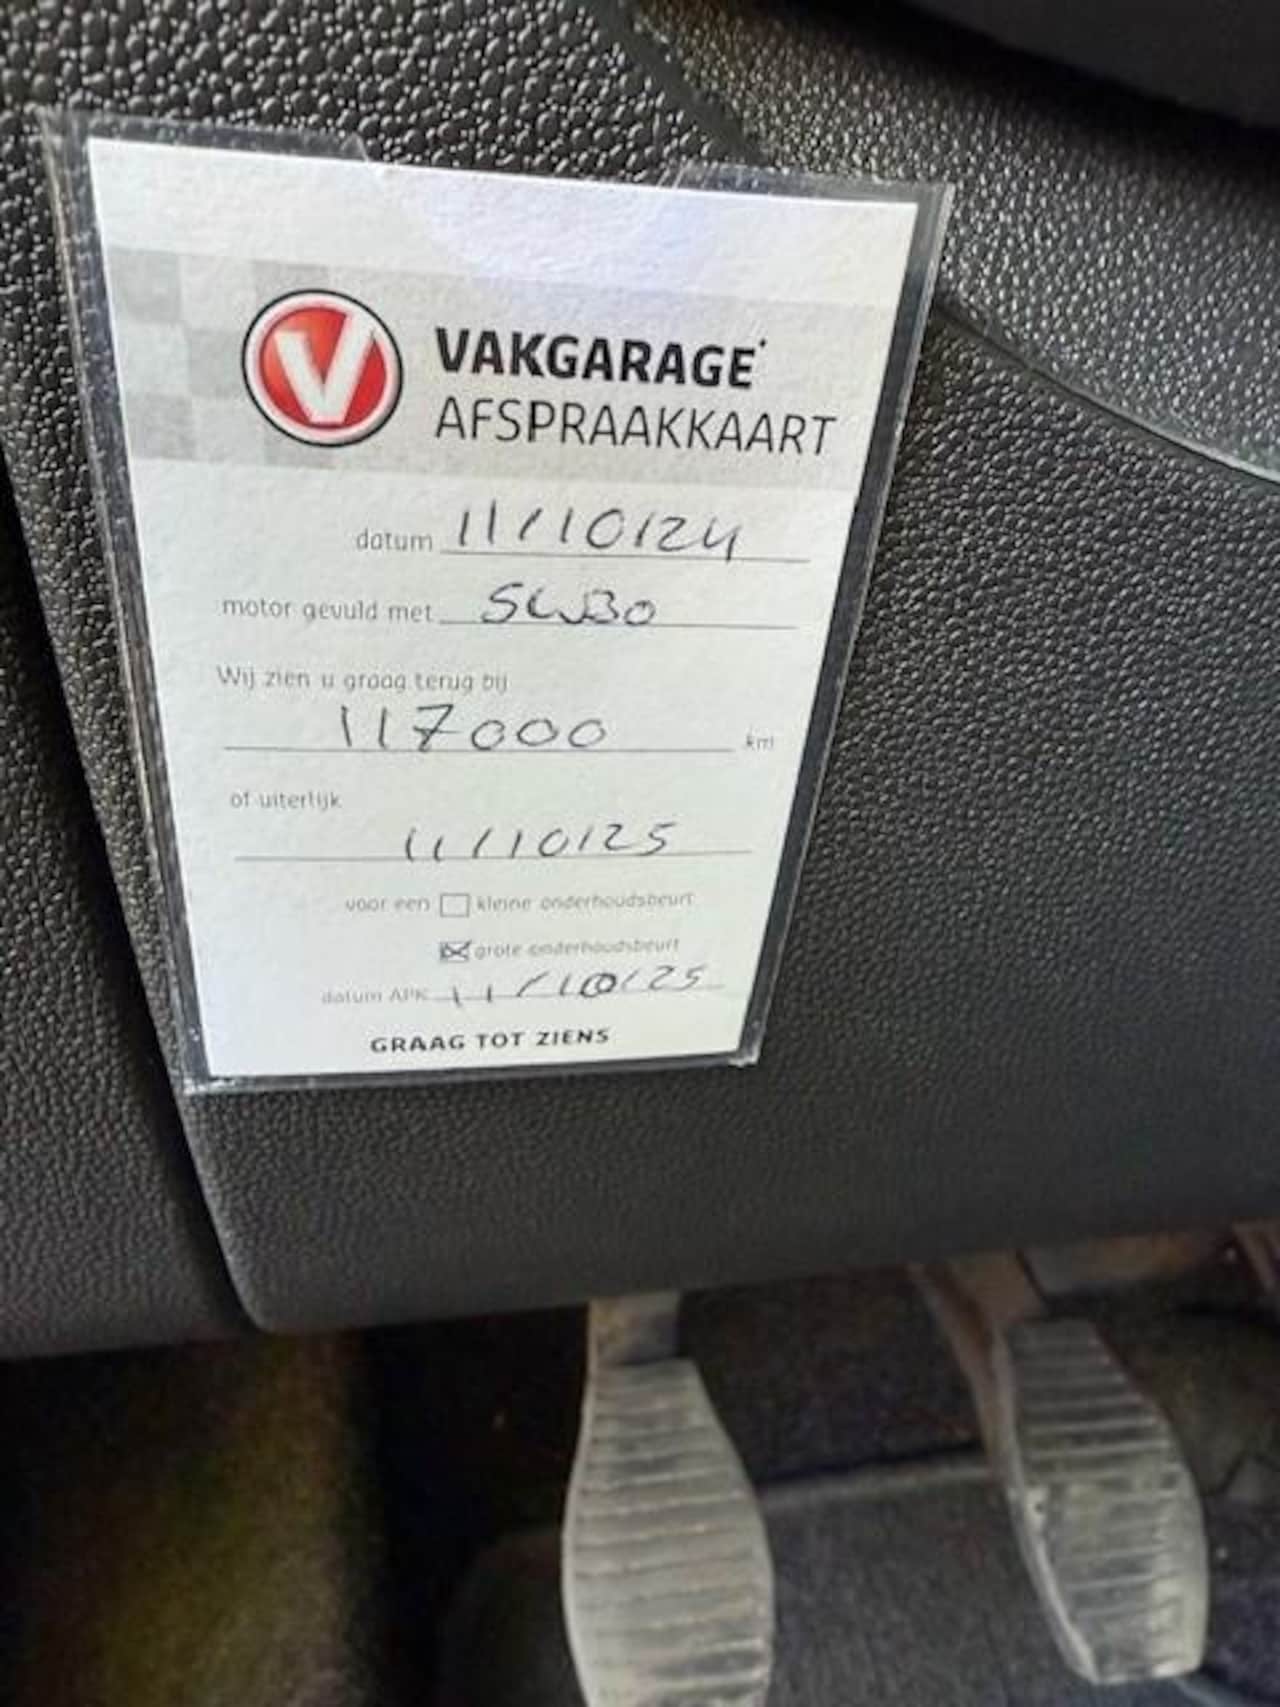 V
VAKGARAGE
AFSPRAAKKAART
datum 11/10/24
motor gevuld met 5W30
Wij zien u graag terug bij
117000 km
of uiterlijk
11/10/25
voor een kleine onderhoudsbeurt
grote onderhoudsbeurt
datum APK 11/10/25
GRAAG TOT ZIENS